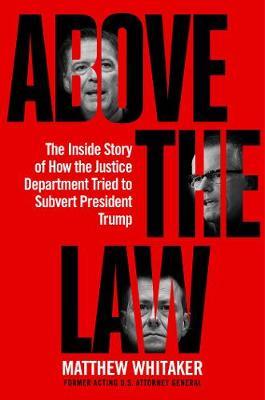 ABOVE
The Inside Story
of How the Justice
Department Tried to
Subvert President
Trump
THE
LAW
MATTHEW WHITAKER
FORMER ACTING U.S. ATTORNEY GENERAL